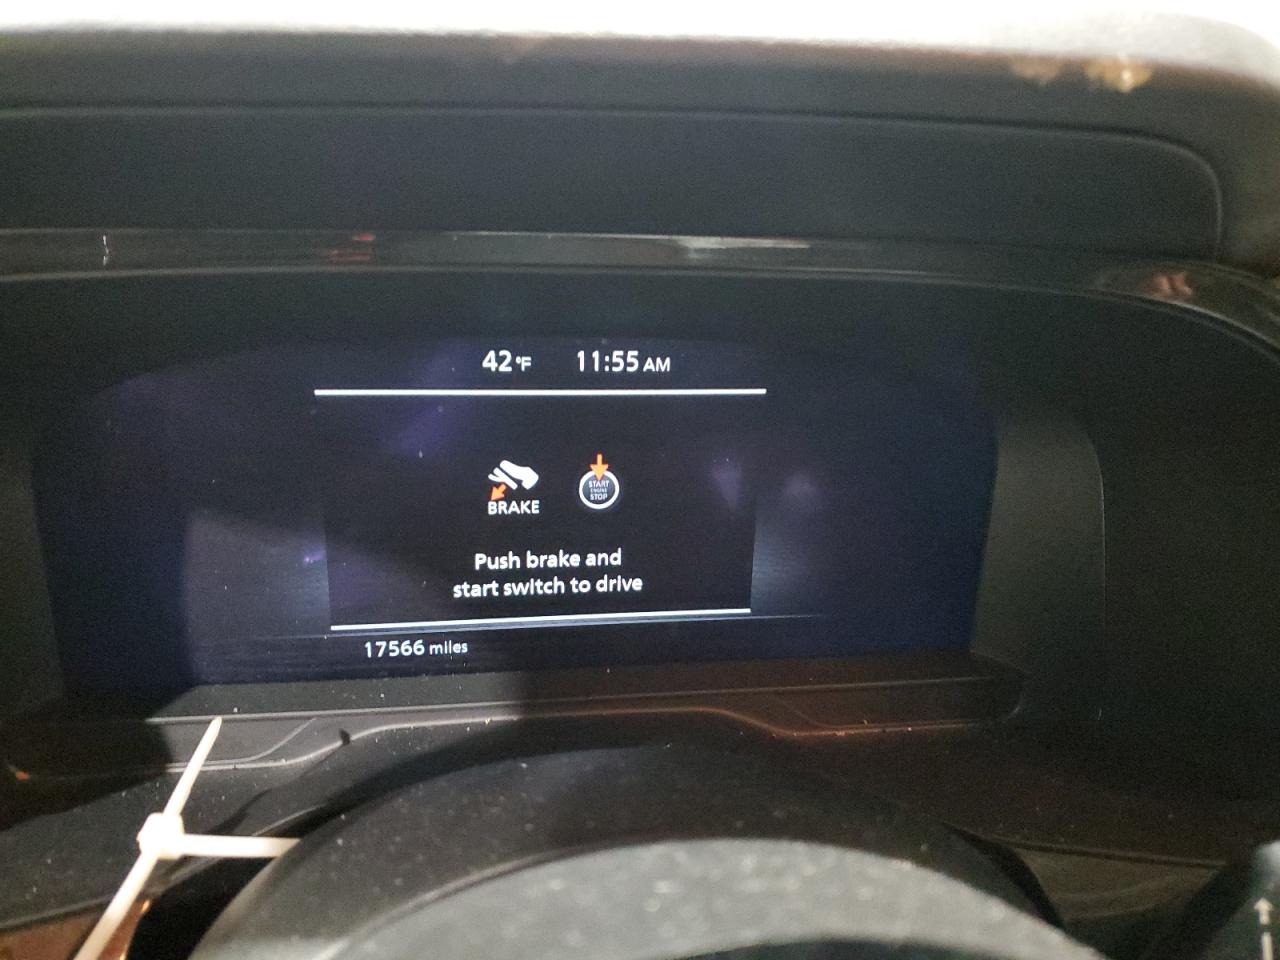 42°F 11:55 AM
BRAKE
START
ENGINE
STOP
Push brake and
start switch to drive
17566 miles